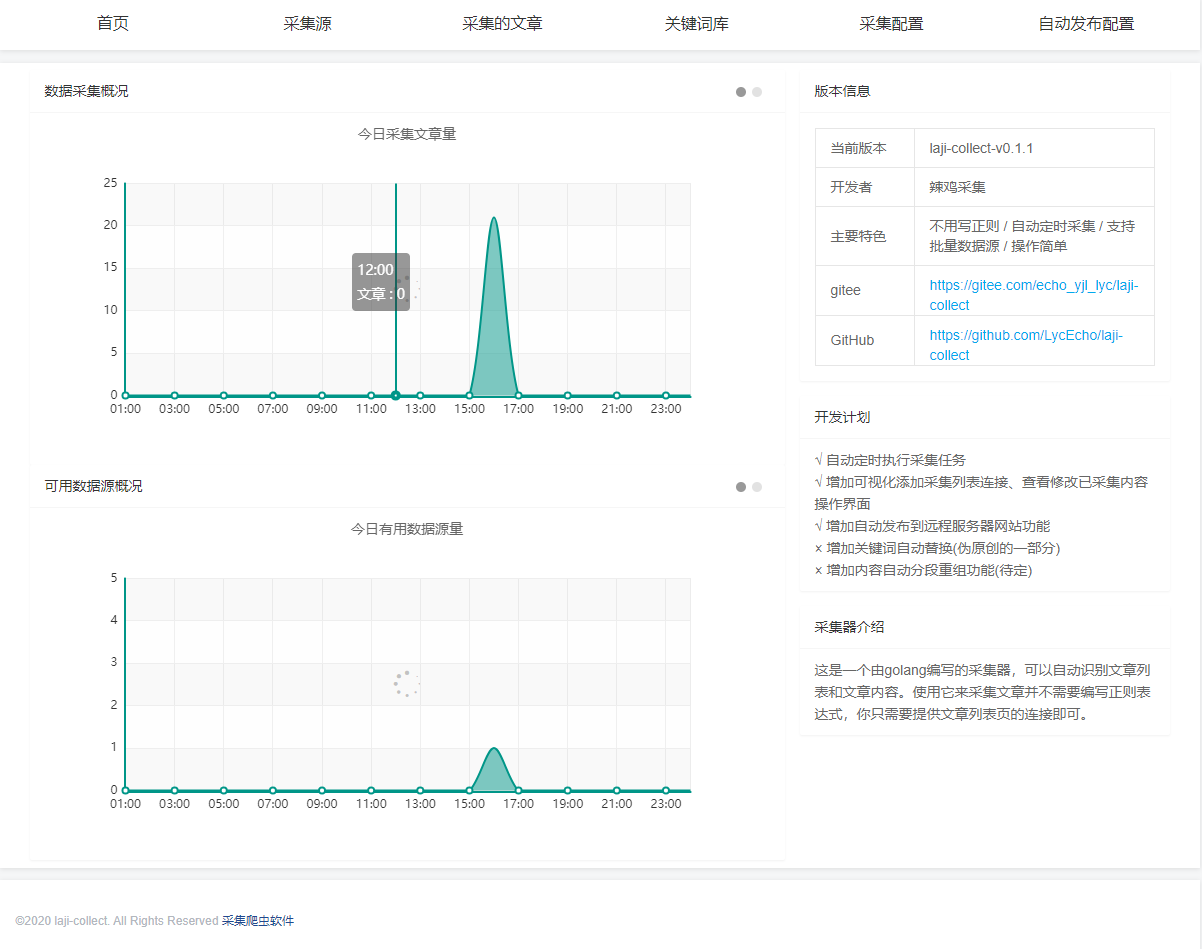 首页 采集源 采集的文章 关键词库 采集配置 自动发布配置
数据采集概况
今日采集文章量
25
20
15
10
5
0
12:00
文章 : 0
01:00 03:00 05:00 07:00 09:00 11:00 13:00 15:00 17:00 19:00 21:00 23:00
可用数据源概况
今日有用数据源量
5
4
3
2
1
0
01:00 03:00 05:00 07:00 09:00 11:00 13:00 15:00 17:00 19:00 21:00 23:00
版本信息
当前版本 laji-collect-v0.1.1
开发者 辣鸡采集
主要特色 不用写正则 / 自动定时采集 / 支持
批量数据源 / 操作简单
gitee https://gitee.com/echo_yjl_lyc/laji-
collect
GitHub https://github.com/LycEcho/laji-
collect
开发计划
√ 自动定时执行采集任务
√ 增加可视化添加采集列表连接、查看修改已采集内容
操作界面
√ 增加自动发布到远程服务器网站功能
× 增加关键词自动替换(伪原创的一部分)
× 增加内容自动分段重组功能(待定)
采集器介绍
这是一个由golang编写的采集器，可以自动识别文章列
表和文章内容。使用它来采集文章并不需要编写正则表
达式，你只需要提供文章列表页的连接即可。
©2020 laji-collect. All Rights Reserved 采集爬虫软件